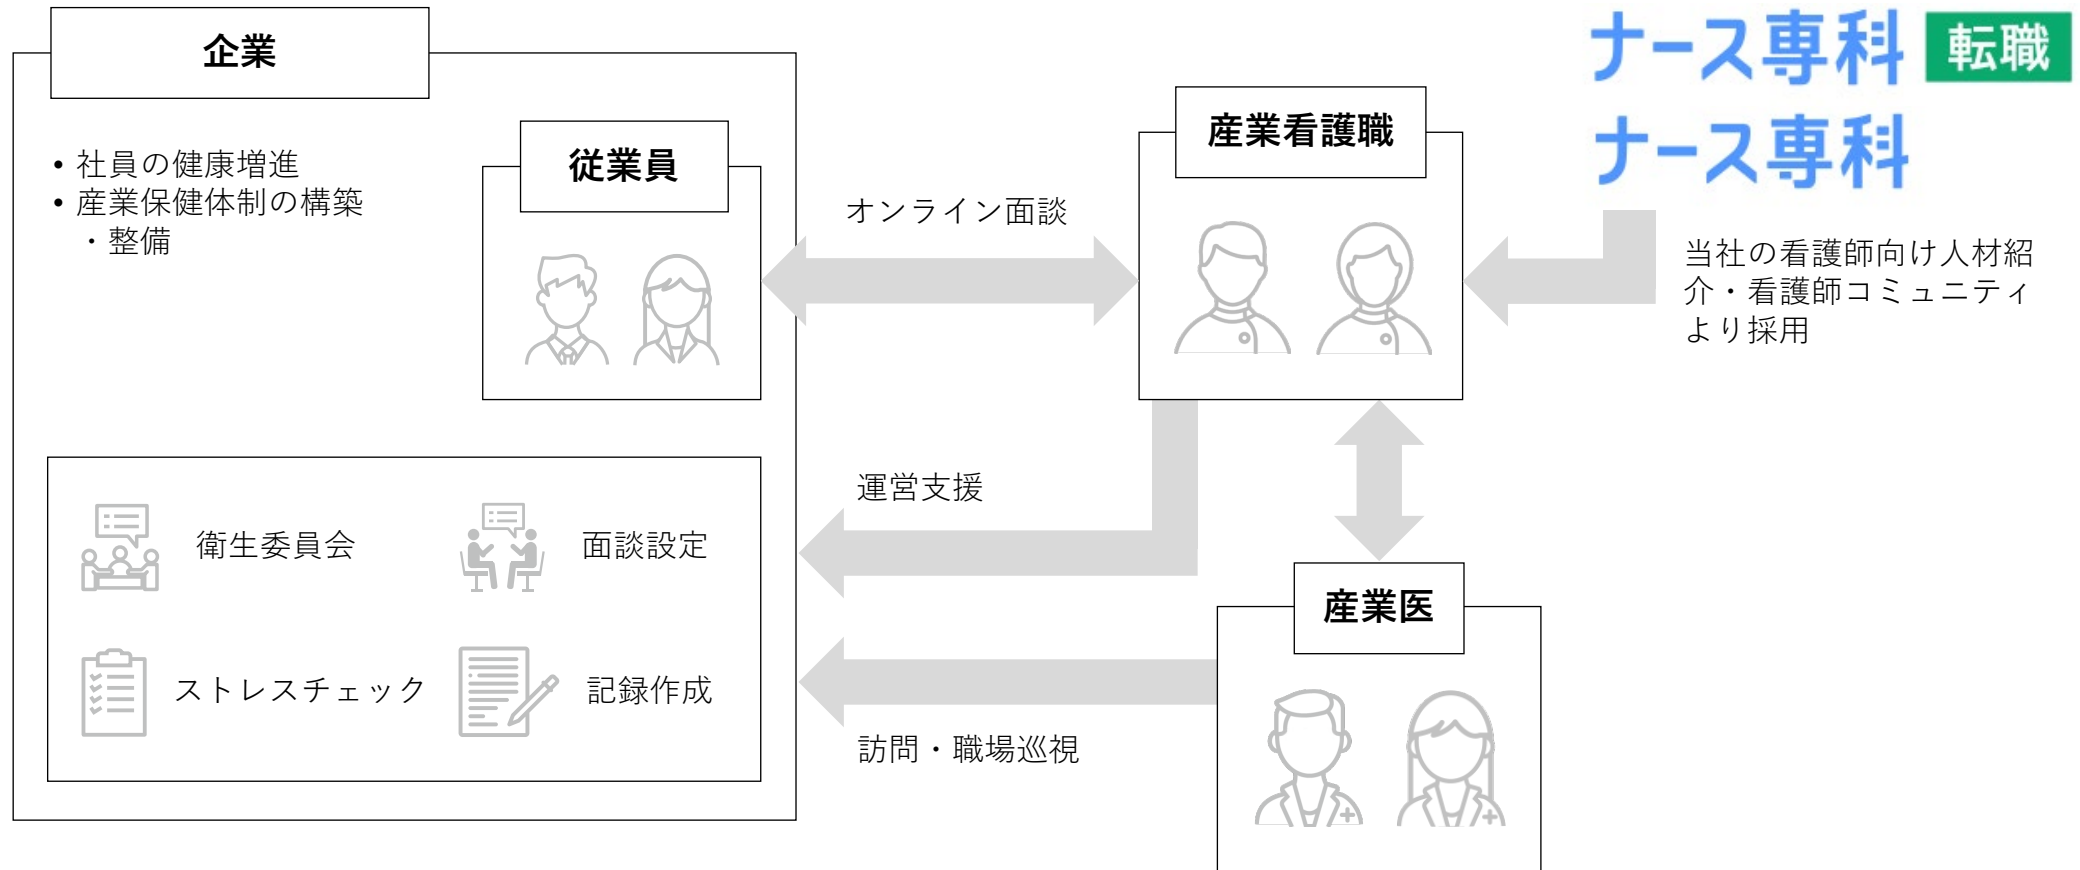 企業
• 社員の健康増進
• 産業保健体制の構築
・整備
従業員
オンライン面談
産業看護職
ナース専科 転職
ナース専科
当社の看護師向け人材紹
介・看護師コミュニティ
より採用
運営支援
衛生委員会
面談設定
ストレスチェック
記録作成
訪問・職場巡視
産業医